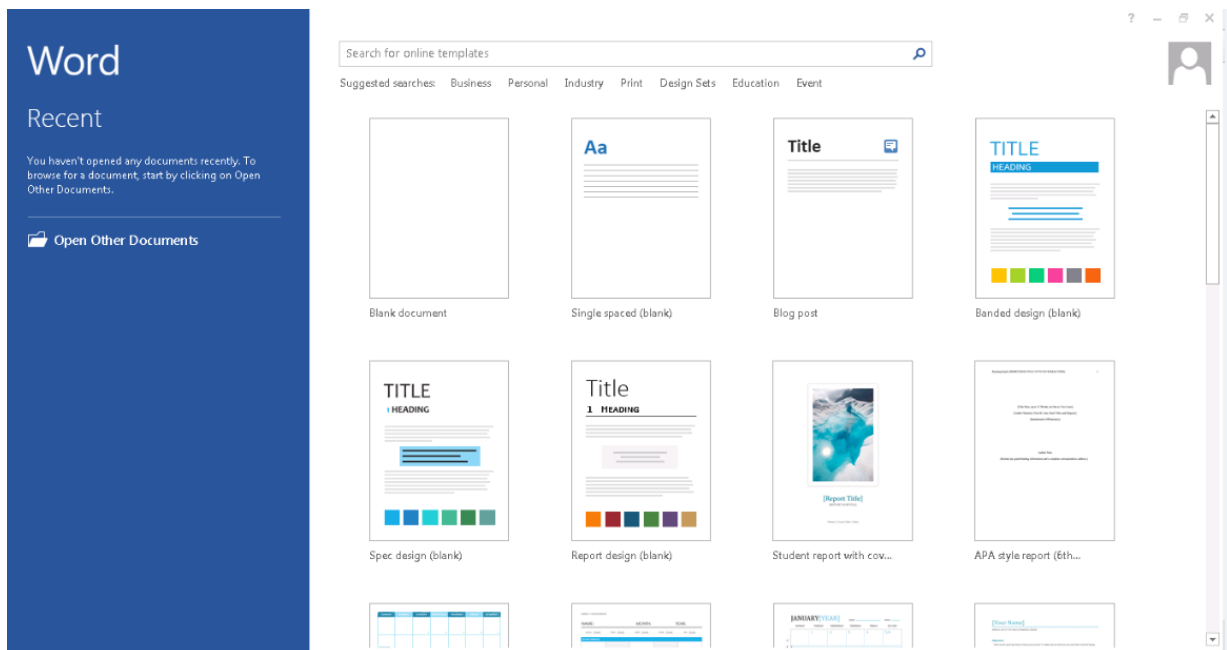 ?
Word
Search for online templates
Suggested searches: Business Personal Industry Print Design Sets Education Event
Recent
You haven't opened any documents recently. To
browse for a document, start by clicking on Open
Other Documents.
Open Other Documents
Aa
Title
TITLE
HEADING
Blank document
Single spaced (blank)
Blog post
Banded design (blank)
TITLE
1 HEADING
Title
1 HEADING
[Report Title]
Spec design (blank)
Report design (blank)
Student report with cov...
APA style report (6th...
JANUARY [YEAR]
[Your Name]